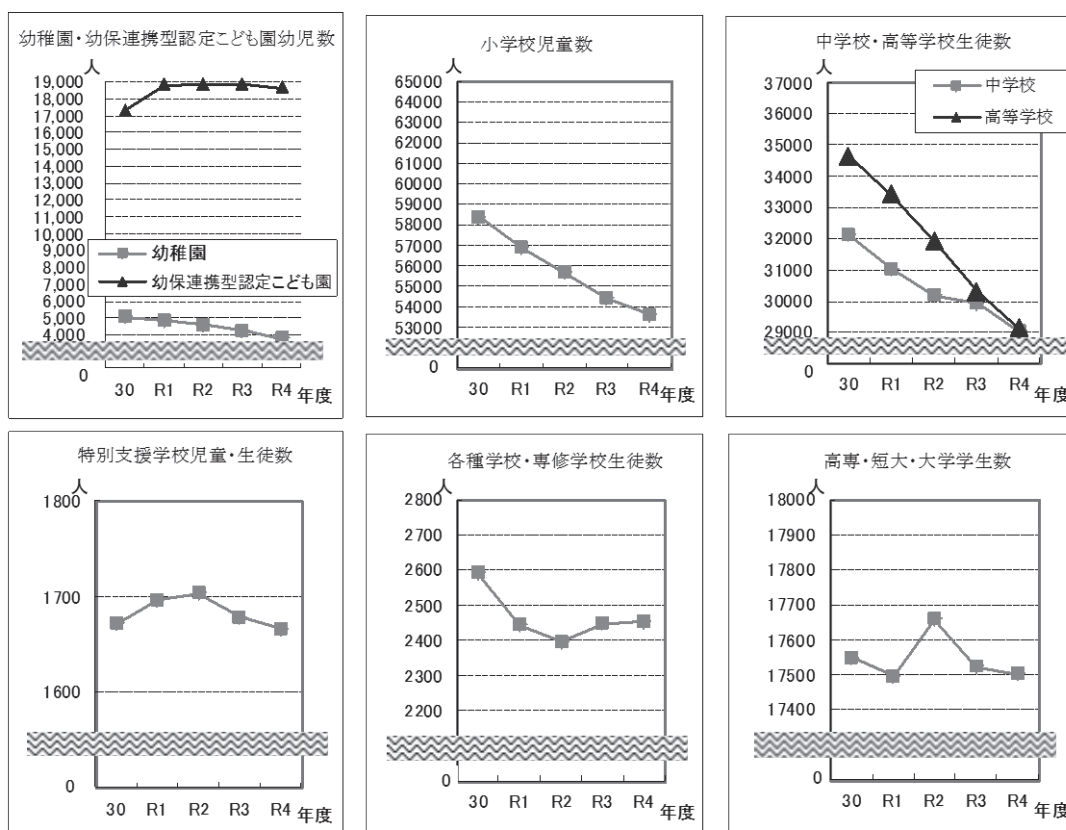 幼稚園・幼保連携型認定こども園幼児数
人
19,000
18,000
17,000
16,000
15,000
14,000
13,000
12,000
11,000
10,000
9,000
8,000
7,000
6,000
5,000
4,000
0
幼稚園
幼保連携型認定こども園
30 R1 R2 R3 R4 年度
小学校児童数
人
65000
64000
63000
62000
61000
60000
59000
58000
57000
56000
55000
54000
53000
0
30 R1 R2 R3 R4 年度
中学校・高等学校生徒数
人
37000
中学校
高等学校
35000
34000
33000
32000
31000
30000
29000
0
30 R1 R2 R3 R4 年度
特別支援学校児童・生徒数
人
1800
1700
1600
0
30 R1 R2 R3 R4 年度
各種学校・専修学校生徒数
人
2800
2700
2600
2500
2400
2300
2200
0
30 R1 R2 R3 R4 年度
高専・短大・大学学生数
人
18000
17900
17800
17700
17600
17500
17400
0
30 R1 R2 R3 R4 年度